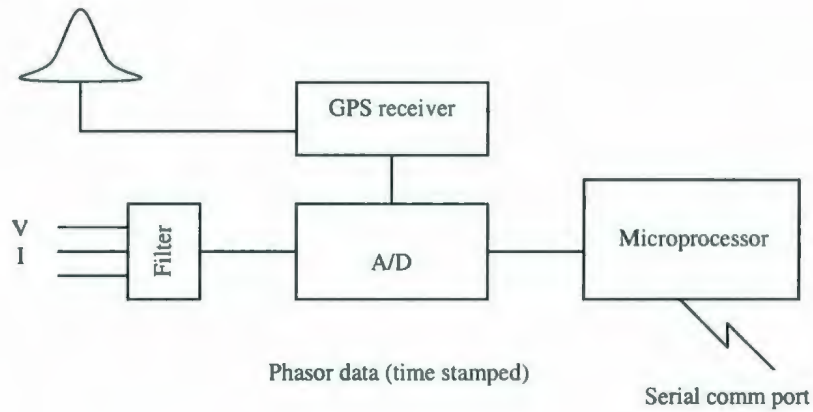 GPS receiver
V
I
Filter
A/D
Microprocessor
Phasor data (time stamped)
Serial comm port